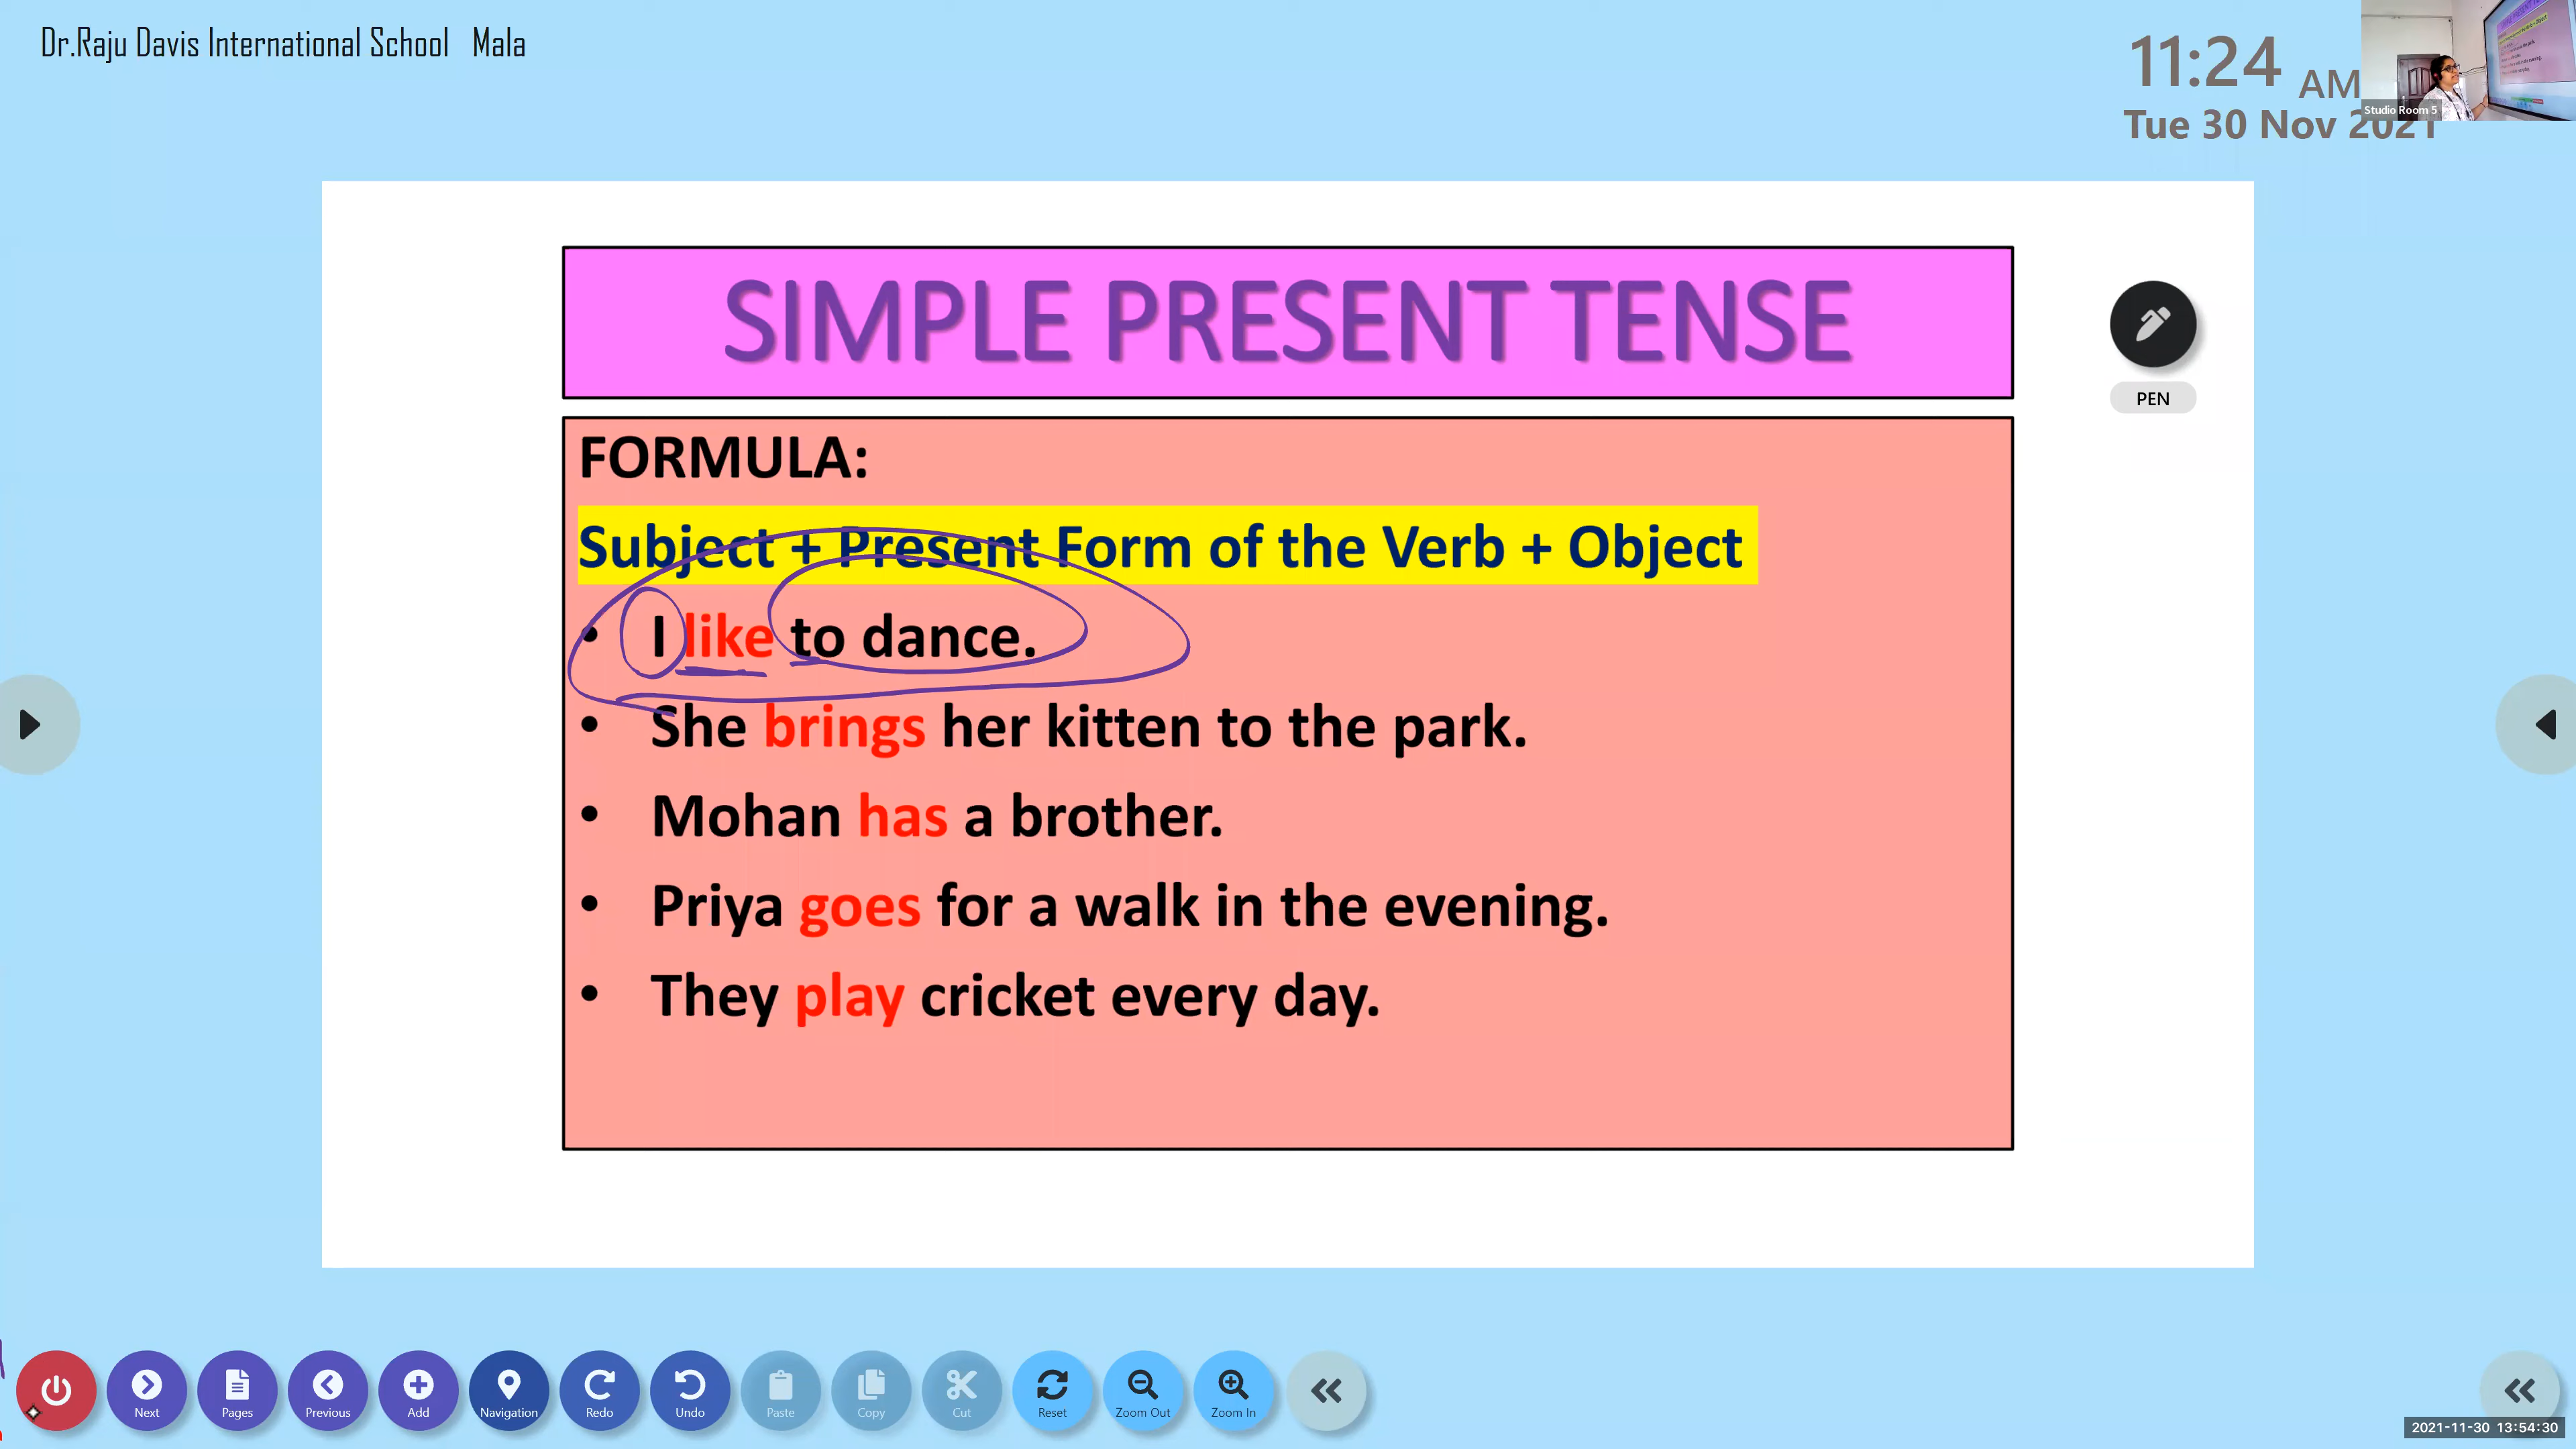 Dr.Raju Davis International School Mala
11:24 AM
Tue 30 Nov 2021
Studio Room 5
SIMPLE PRESENT TENSE
PEN
FORMULA:
Subject + Present Form of the Verb + Object
• I like to dance.
• She brings her kitten to the park.
• Mohan has a brother.
• Priya goes for a walk in the evening.
• They play cricket every day.
Next Pages Previous Add Navigation Redo Undo Paste Copy Cut Reset Zoom Out Zoom In
2021-11-30 13:54:30